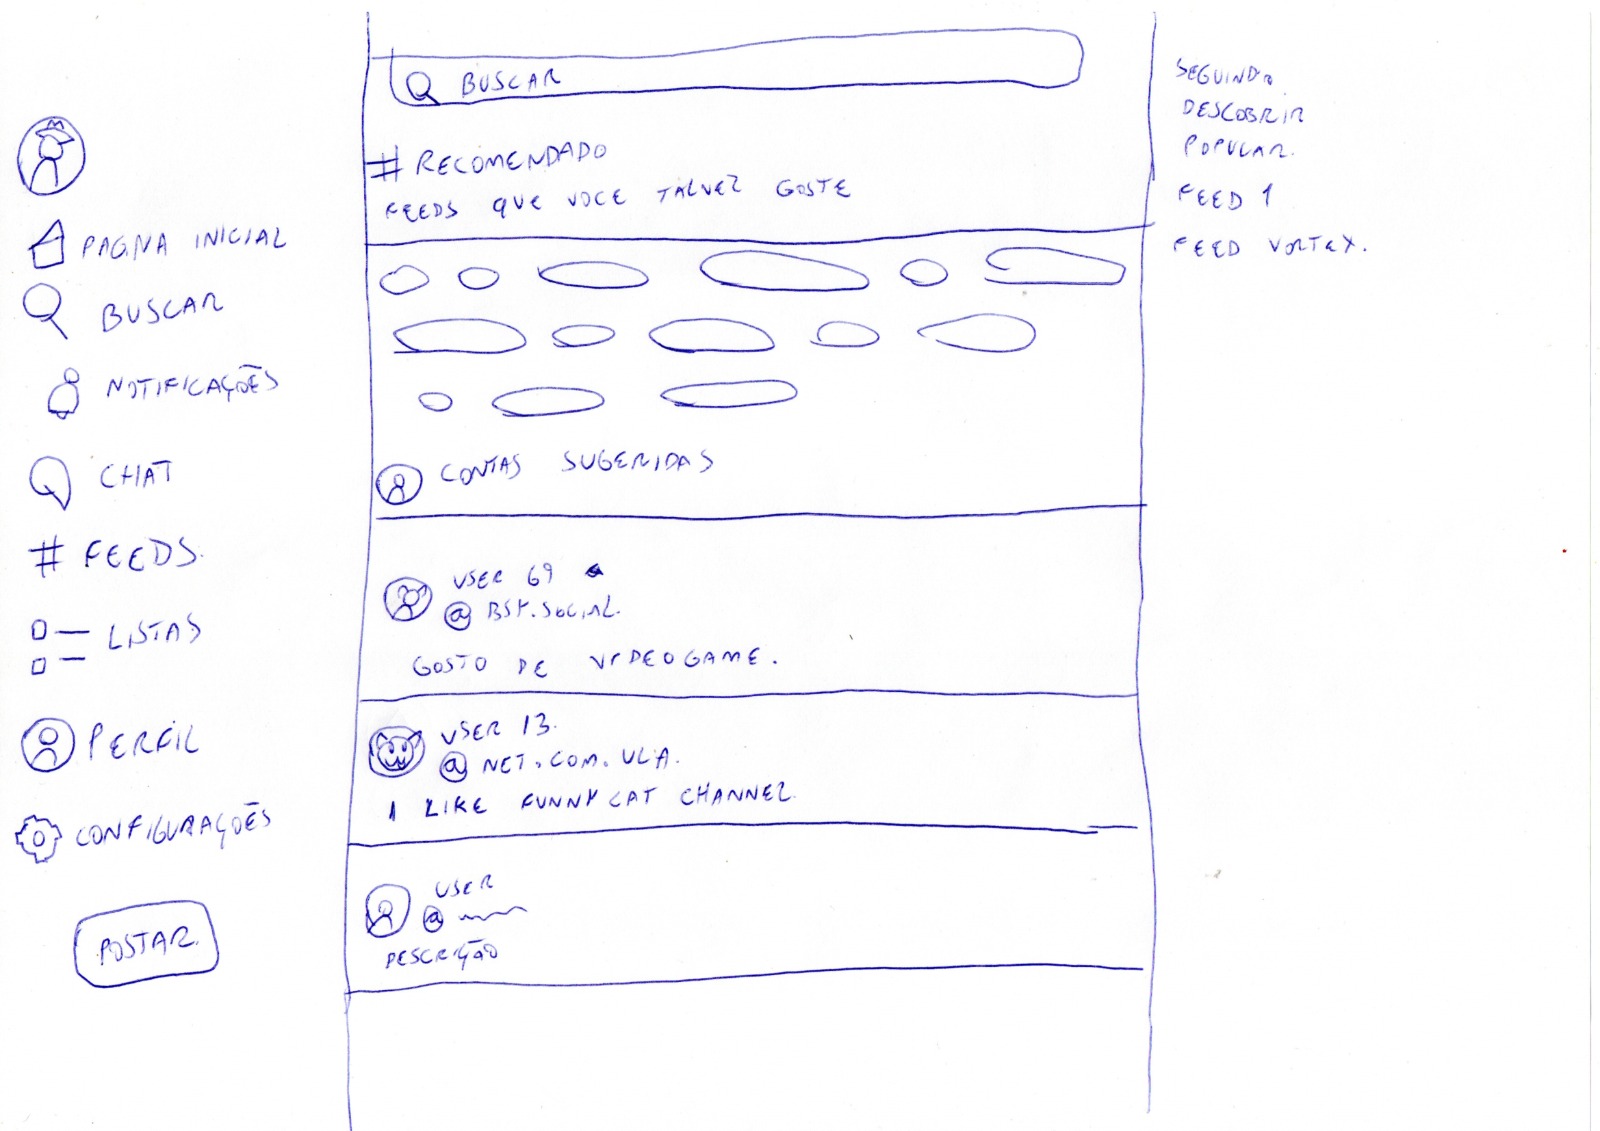 PAGINA INICIAL
BUSCAR
NOTIFICAÇÕES
CHAT
# FEEDS.
LISTAS
PERFIL
CONFIGURAÇÕES
POSTAR.
BUSCAR
# RECOMENDADO
FEEDS QUE VOCE TALVEZ GOSTE
CONTAS SUGERIDAS
USER 69
@ BSK.SOCIAL.
GOSTO DE VIDEOGAME.
USER 13.
@ NET.COM.ULA.
I LIKE FUNNY CAT CHANNEL.
USER
@
DESCRIÇÃO
SEGUINDO
DESCOBRIR
POPULAR.
FEED 1
FEED VORTEX.